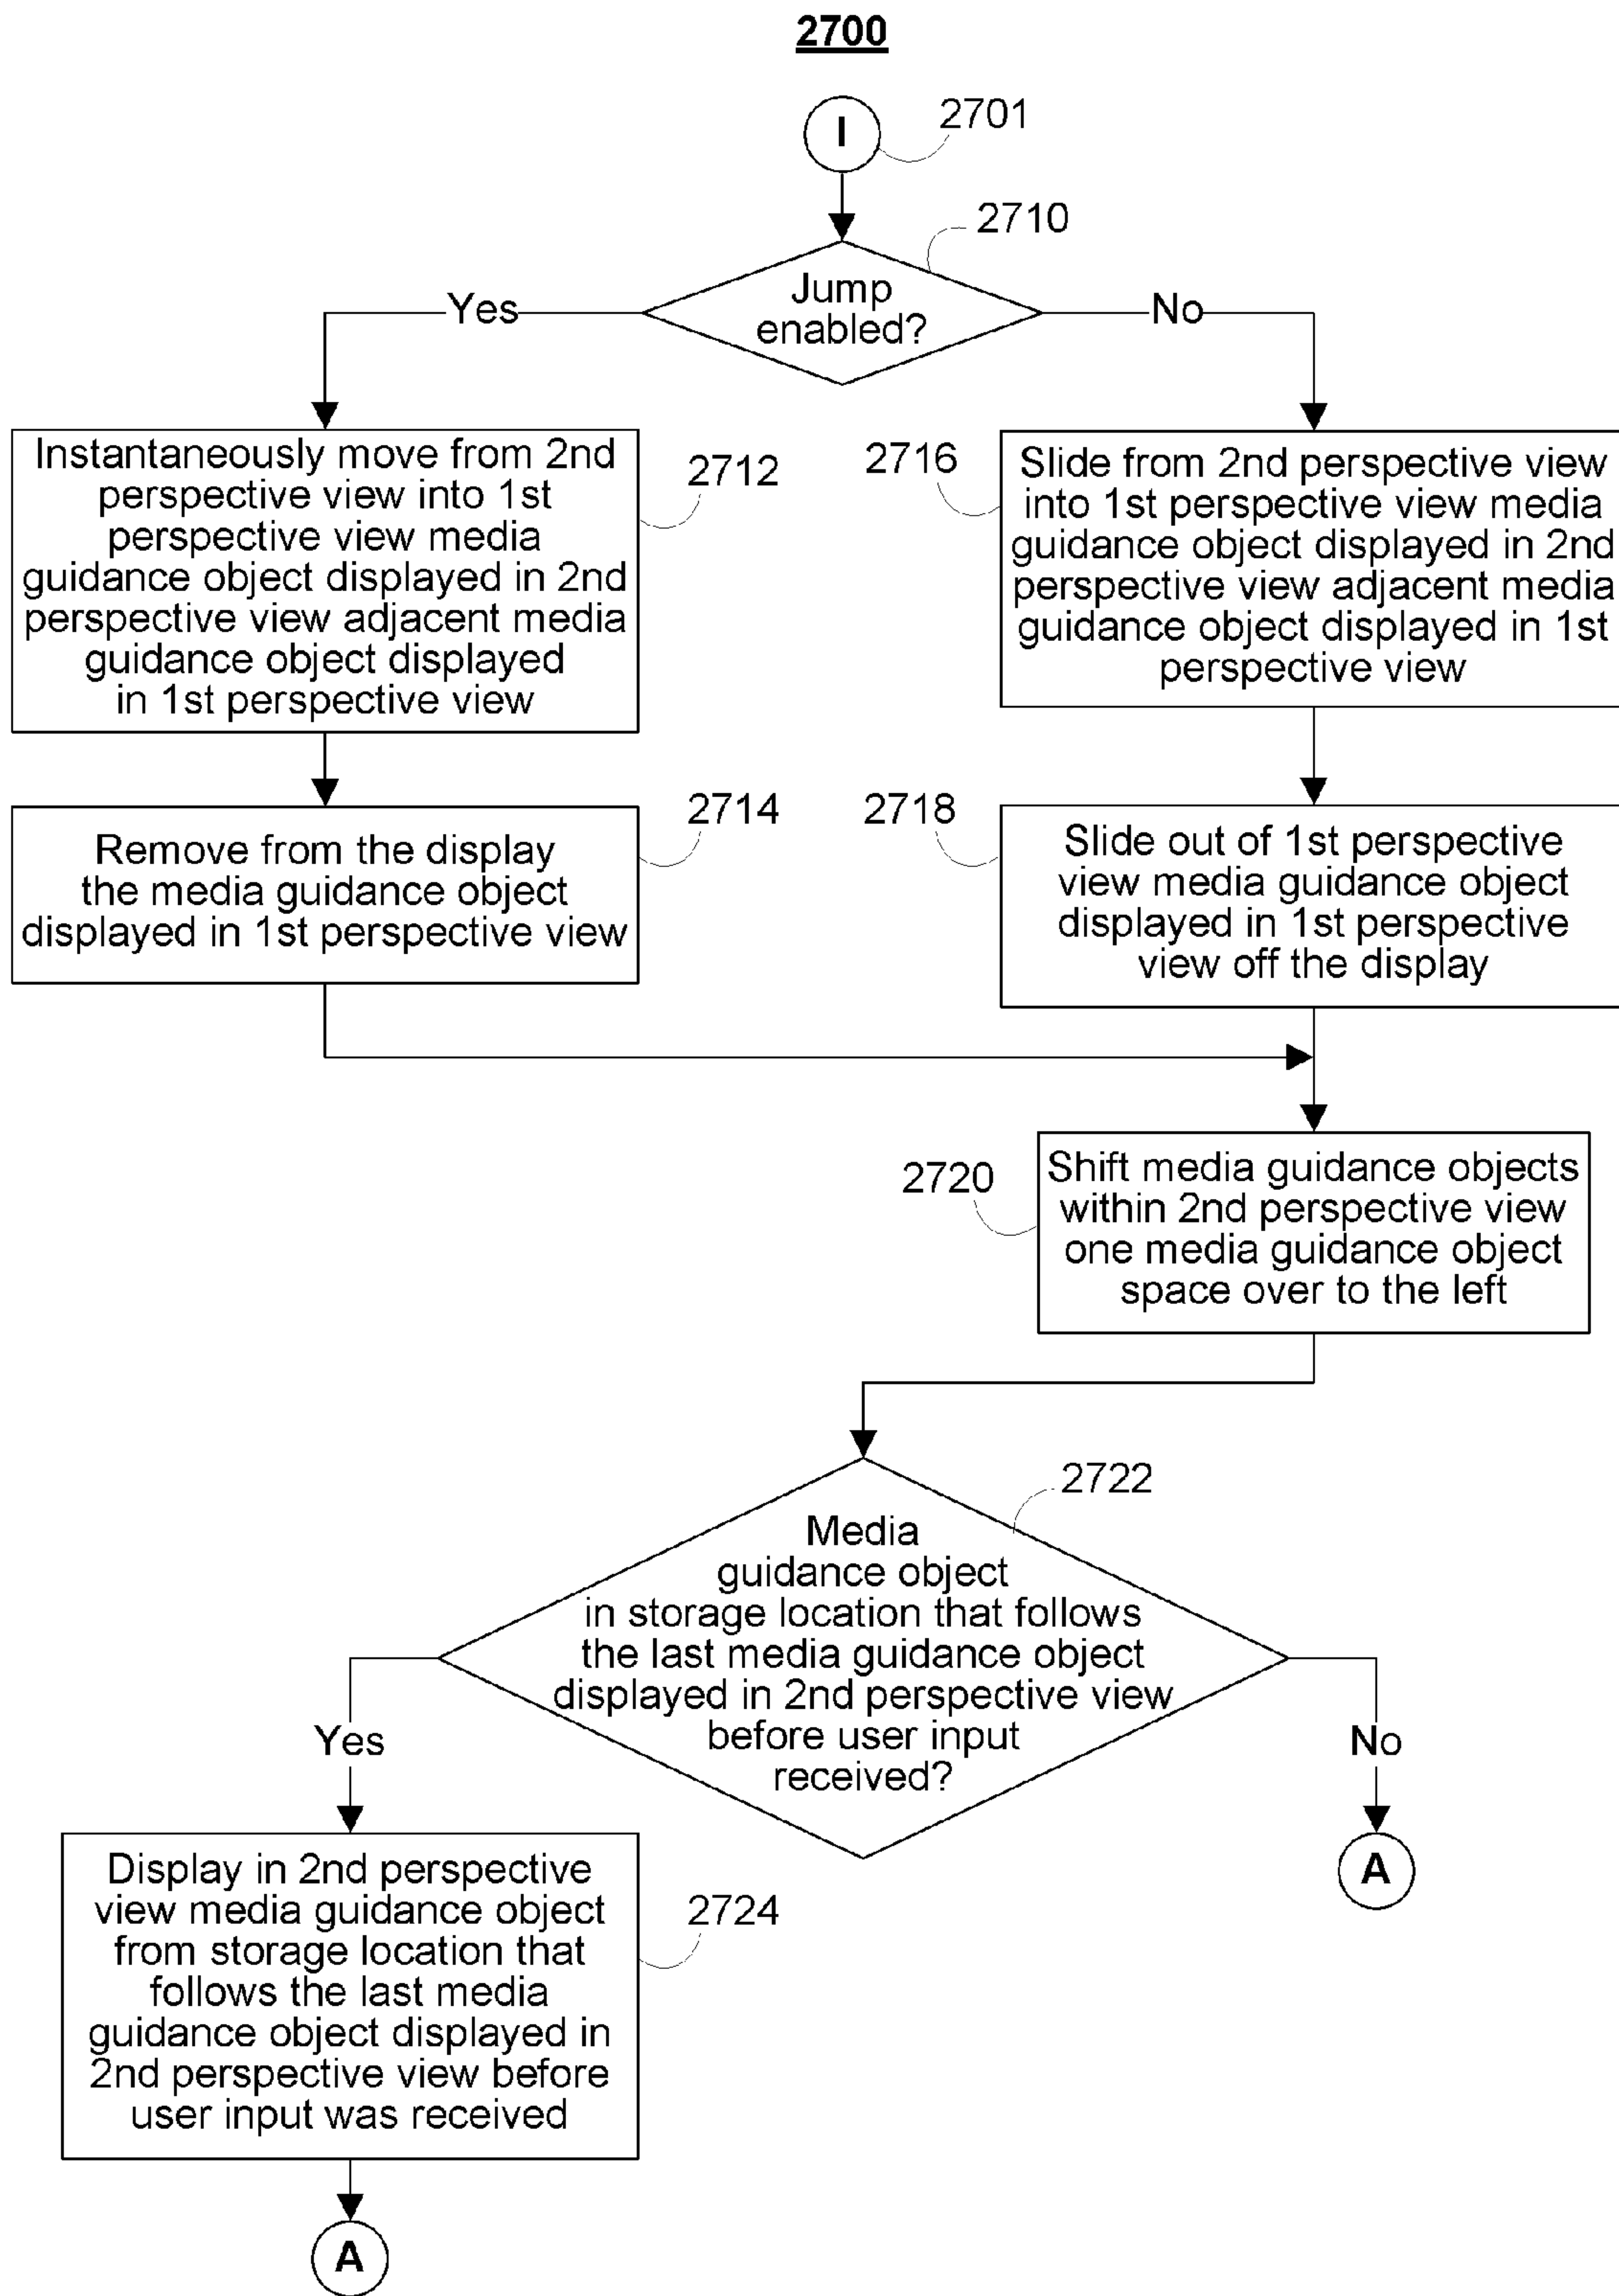 2700
I
2701
2710
Jump
enabled?
Yes
No
Instantaneously move from 2nd
perspective view into 1st
perspective view media
guidance object displayed in 2nd
perspective view adjacent media
guidance object displayed
in 1st perspective view
2712
2716
Slide from 2nd perspective view
into 1st perspective view media
guidance object displayed in 2nd
perspective view adjacent media
guidance object displayed in 1st
perspective view
Remove from the display
the media guidance object
displayed in 1st perspective view
2714
2718
Slide out of 1st perspective
view media guidance object
displayed in 1st perspective
view off the display
2720
Shift media guidance objects
within 2nd perspective view
one media guidance object
space over to the left
2722
Media
guidance object
in storage location that follows
the last media guidance object
displayed in 2nd perspective view
before user input
received?
Yes
No
A
Display in 2nd perspective
view media guidance object
from storage location that
follows the last media
guidance object displayed in
2nd perspective view before
user input was received
2724
A